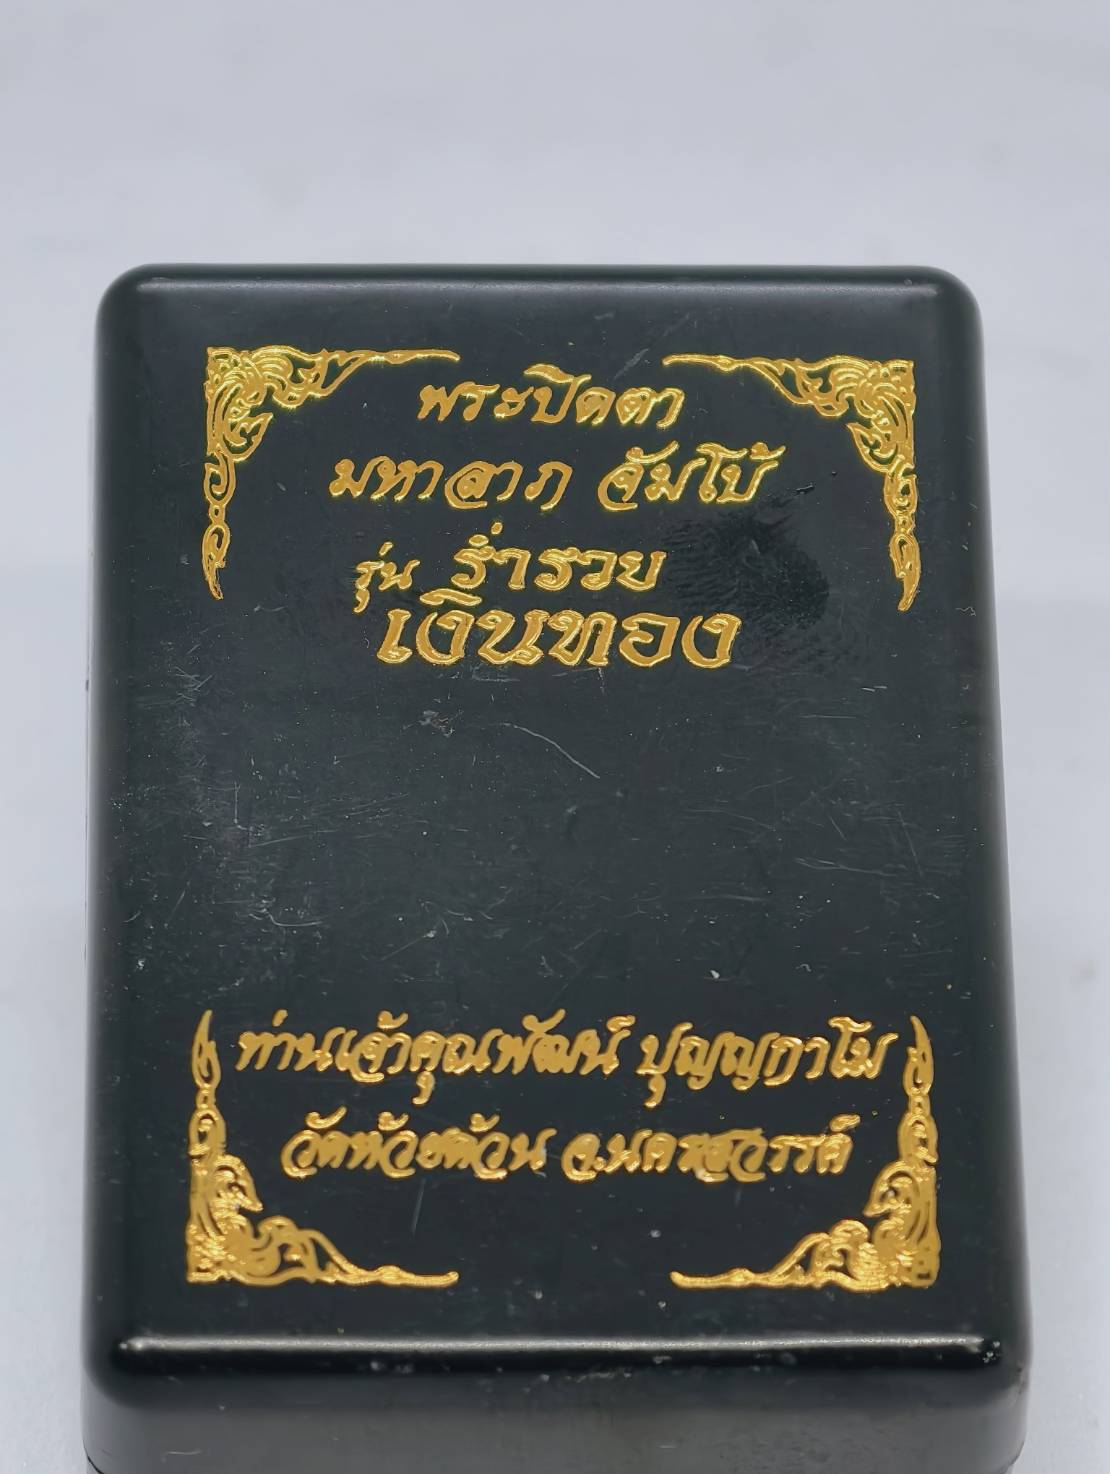 พระปิดตา
มหาลาภ จัมโบ้
รุ่น ร่ำรวย
เงินทอง
ท่านเจ้าคุณพัฒน์ ปุญญกาโม
วัดห้วยด้วน จ.นครสวรรค์